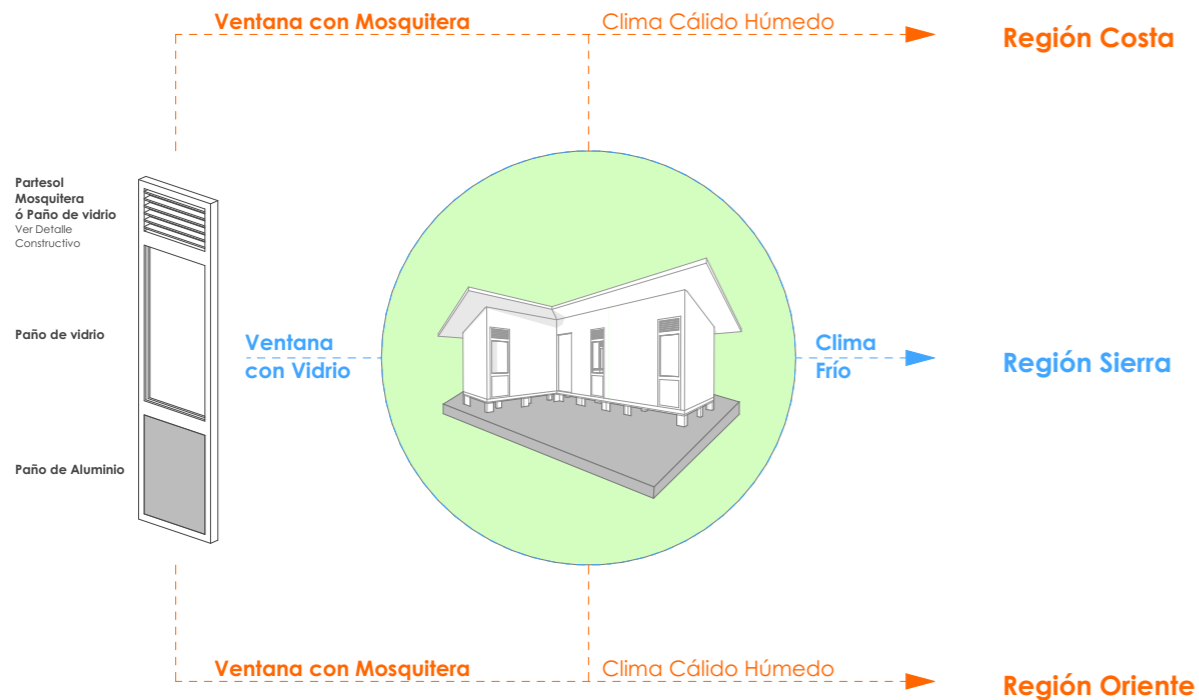 Ventana con Mosquitera
Clima Cálido Húmedo
Región Costa
Partesol
Mosquitera
ó Paño de vidrio
Ver Detalle
Constructivo
Paño de vidrio
Ventana
con Vidrio
Clima
Frío
Región Sierra
Paño de Aluminio
Ventana con Mosquitera
Clima Cálido Húmedo
Región Oriente